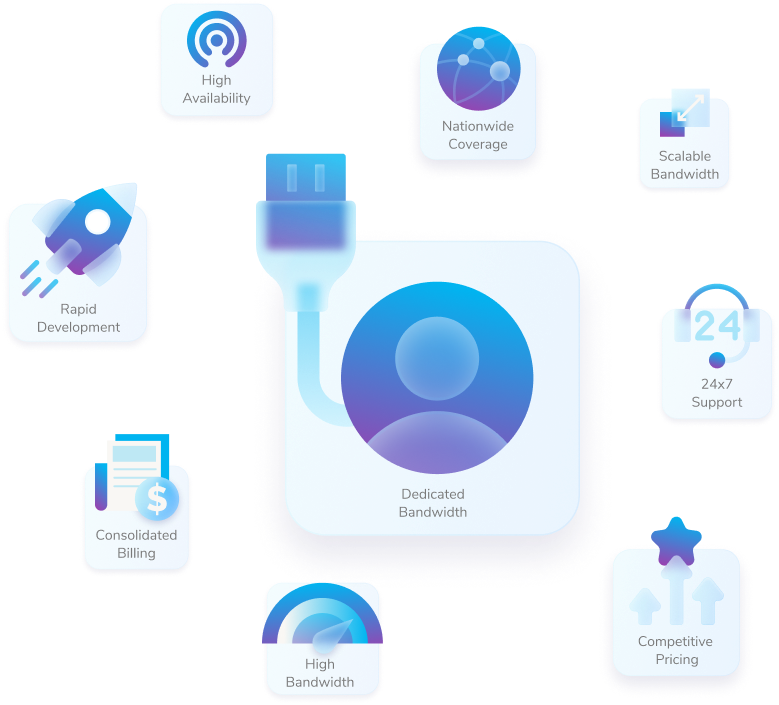 High
Availability
Nationwide
Coverage
Scalable
Bandwidth
Rapid
Development
24
24x7
Support
Dedicated
Bandwidth
$
Consolidated
Billing
Competitive
Pricing
High
Bandwidth